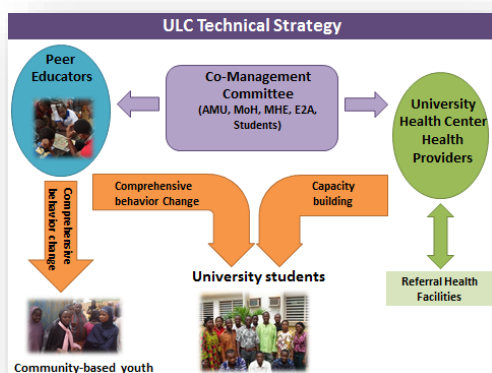 ULC Technical Strategy
Peer
Educators
Co-Management
Committee
(AMU, MoH, MHE, E2A,
Students)
University
Health Center
Health
Providers
Comprehensive
behavior change
Comprehensive
behavior Change
Capacity
building
University students
Referral Health
Facilities
Community-based youth